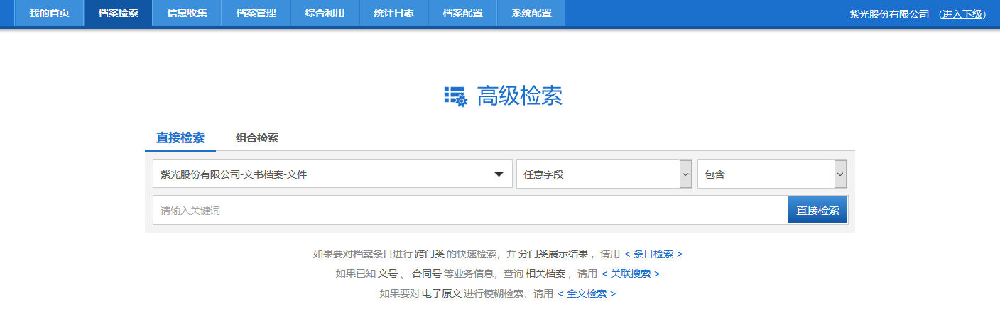 我的首页 档案检索 信息收集 档案管理 综合利用 统计日志 档案配置 系统配置 紫光股份有限公司 (进入下级)
高级检索
直接检索 组合检索
紫光股份有限公司-文书档案-文件 任意字段 包含
请输入关键词 直接检索
如果要对档案条目进行 跨门类 的快速检索，并 分门类展示结果 ，请用 < 条目检索 >
如果已知 文号 、 合同号 等业务信息，查询 相关档案 ，请用 < 关联搜索 >
如果要对 电子原文 进行模糊检索，请用 < 全文检索 >